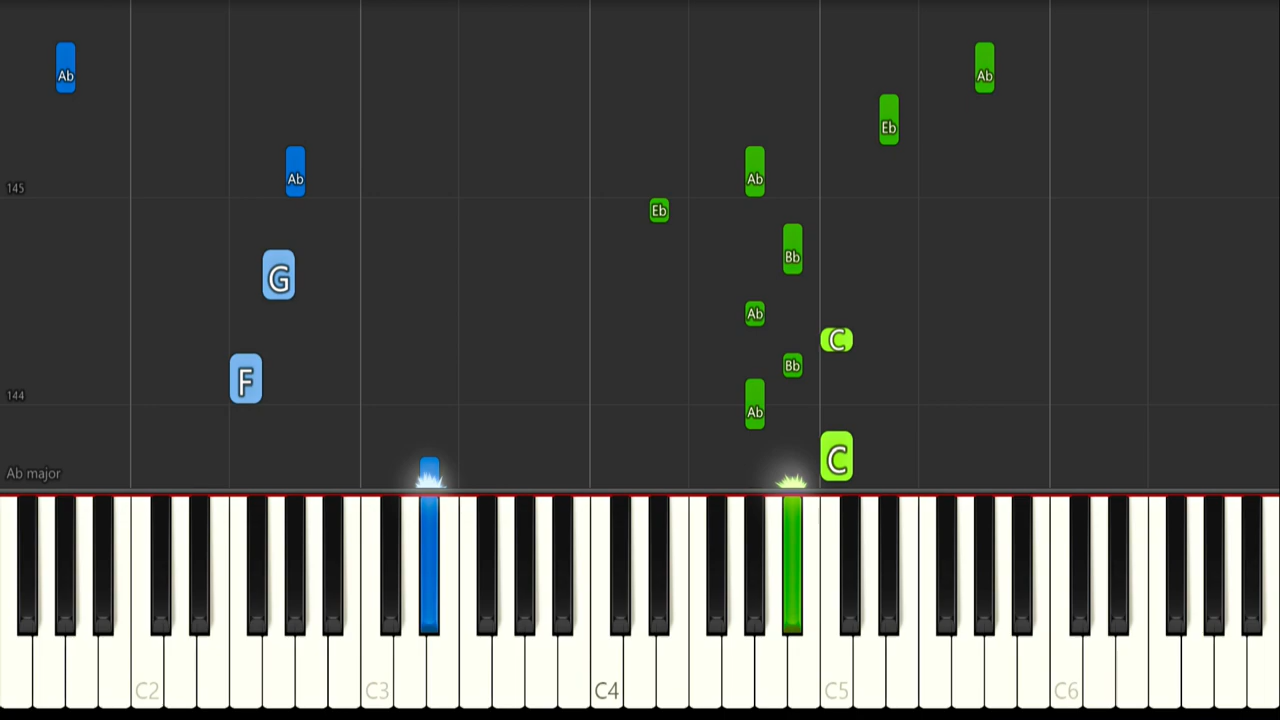 Ab Ab
Eb
145 Ab Ab
Eb
Bb
G
Ab
C
Bb
F
144
Ab
C
Ab major
C2 C3 C4 C5 C6